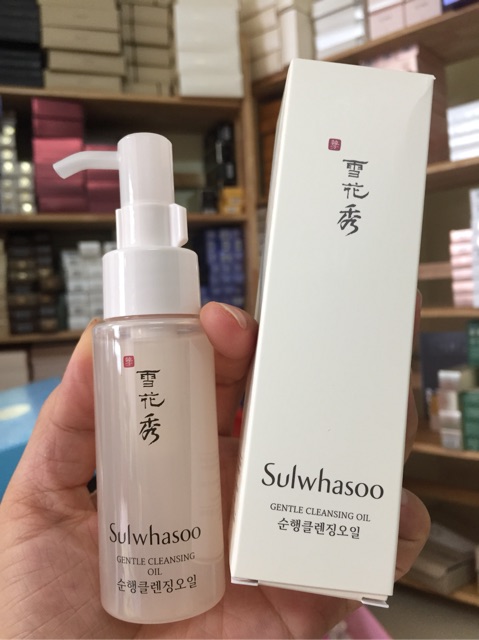 雪
花
秀
Sulwhasoo
GENTLE CLEANSING
OIL
순행클렌징오일
雪
花
秀
Sulwhasoo
GENTLE CLEANSING OIL
순행클렌징오일